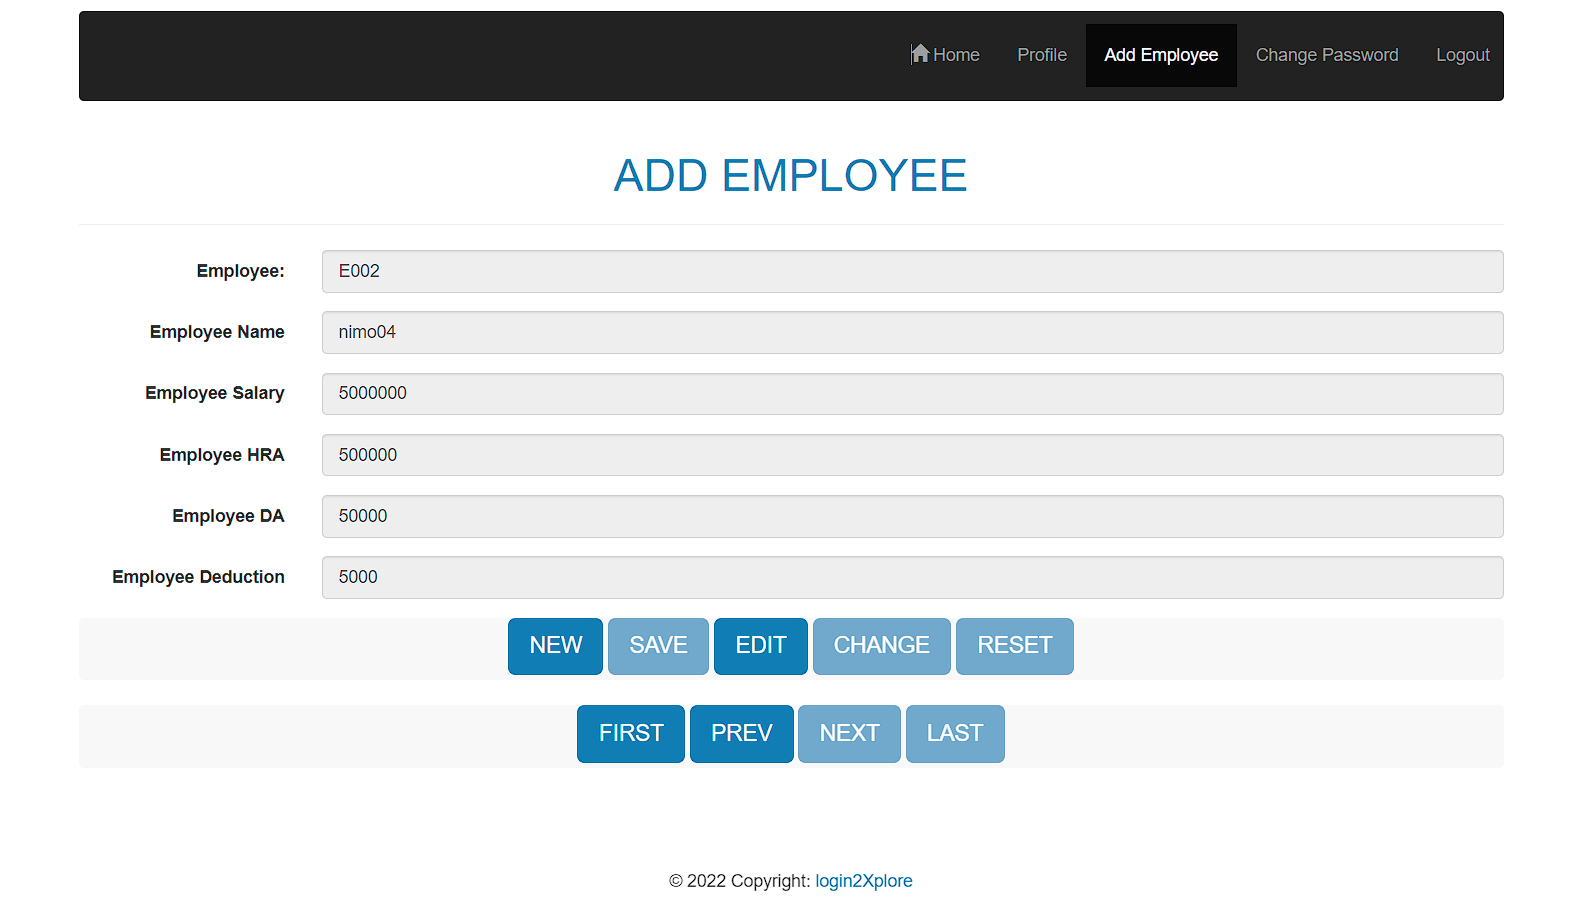 Home Profile Add Employee Change Password Logout
ADD EMPLOYEE
Employee: E002
Employee Name nimo04
Employee Salary 5000000
Employee HRA 500000
Employee DA 50000
Employee Deduction 5000
NEW SAVE EDIT CHANGE RESET
FIRST PREV NEXT LAST
© 2022 Copyright: login2Xplore